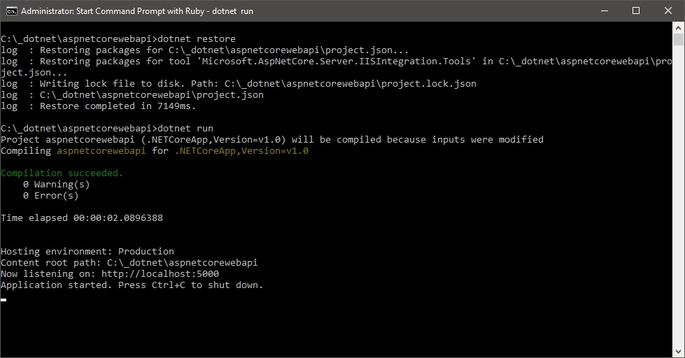 Administrator: Start Command Prompt with Ruby - dotnet run
C:\_dotnet\aspnetcorewebapi>dotnet restore
log  : Restoring packages for C:\_dotnet\aspnetcorewebapi\project.json...
log  : Restoring packages for tool 'Microsoft.AspNetCore.Server.IISIntegration.Tools' in C:\_dotnet\aspnetcorewebapi\pro
ject.json...
log  : Writing lock file to disk. Path: C:\_dotnet\aspnetcorewebapi\project.lock.json
log  : C:\_dotnet\aspnetcorewebapi\project.json
log  : Restore completed in 7149ms.
C:\_dotnet\aspnetcorewebapi>dotnet run
Project aspnetcorewebapi (.NETCoreApp,Version=v1.0) will be compiled because inputs were modified
Compiling aspnetcorewebapi for .NETCoreApp,Version=v1.0
Compilation succeeded.
    0 Warning(s)
    0 Error(s)
Time elapsed 00:00:02.0896388
Hosting environment: Production
Content root path: C:\_dotnet\aspnetcorewebapi
Now listening on: http://localhost:5000
Application started. Press Ctrl+C to shut down.